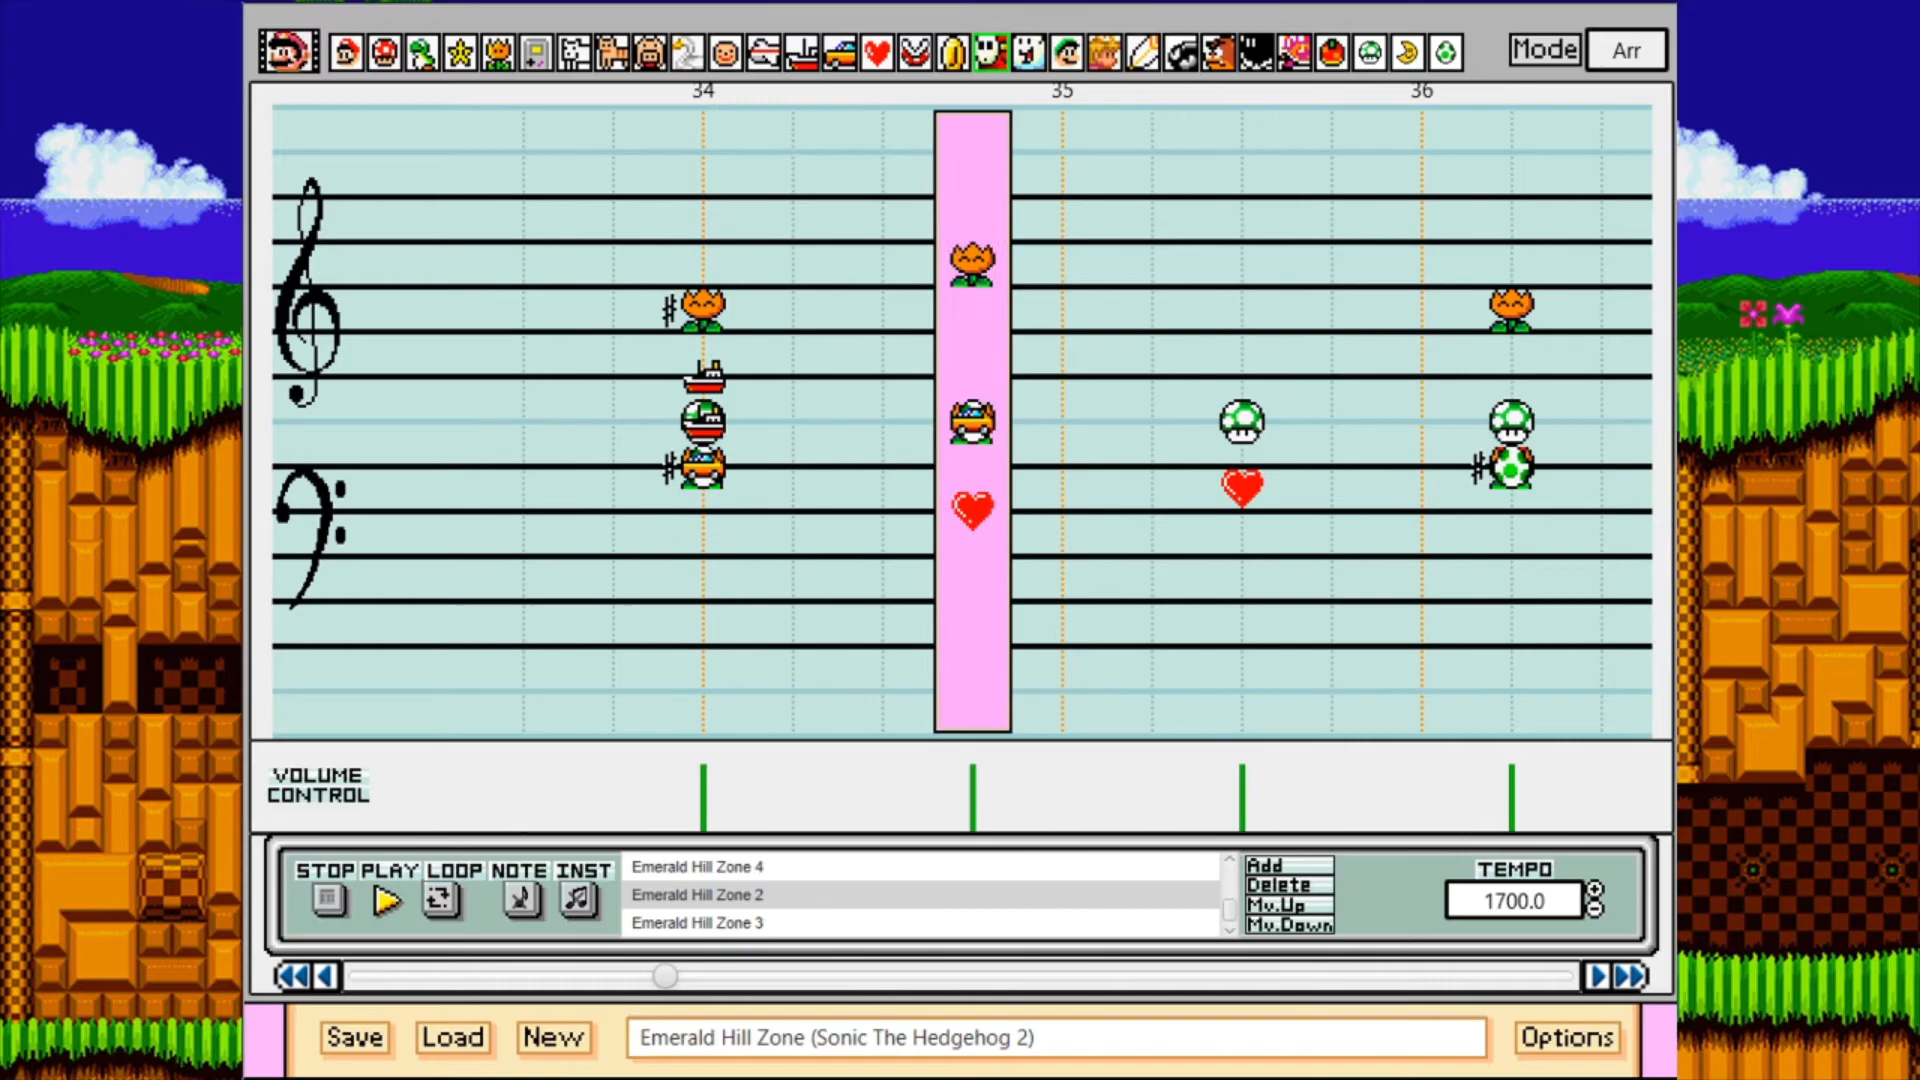 Mode Arr
34 35 36
VOLUME
CONTROL
STOP PLAY LOOP NOTE INST
Emerald Hill Zone 4
Emerald Hill Zone 2
Emerald Hill Zone 3
Add
Delete
Mv.Up
Mv.Down
TEMPO
1700.0
Save Load New Emerald Hill Zone (Sonic The Hedgehog 2) Options